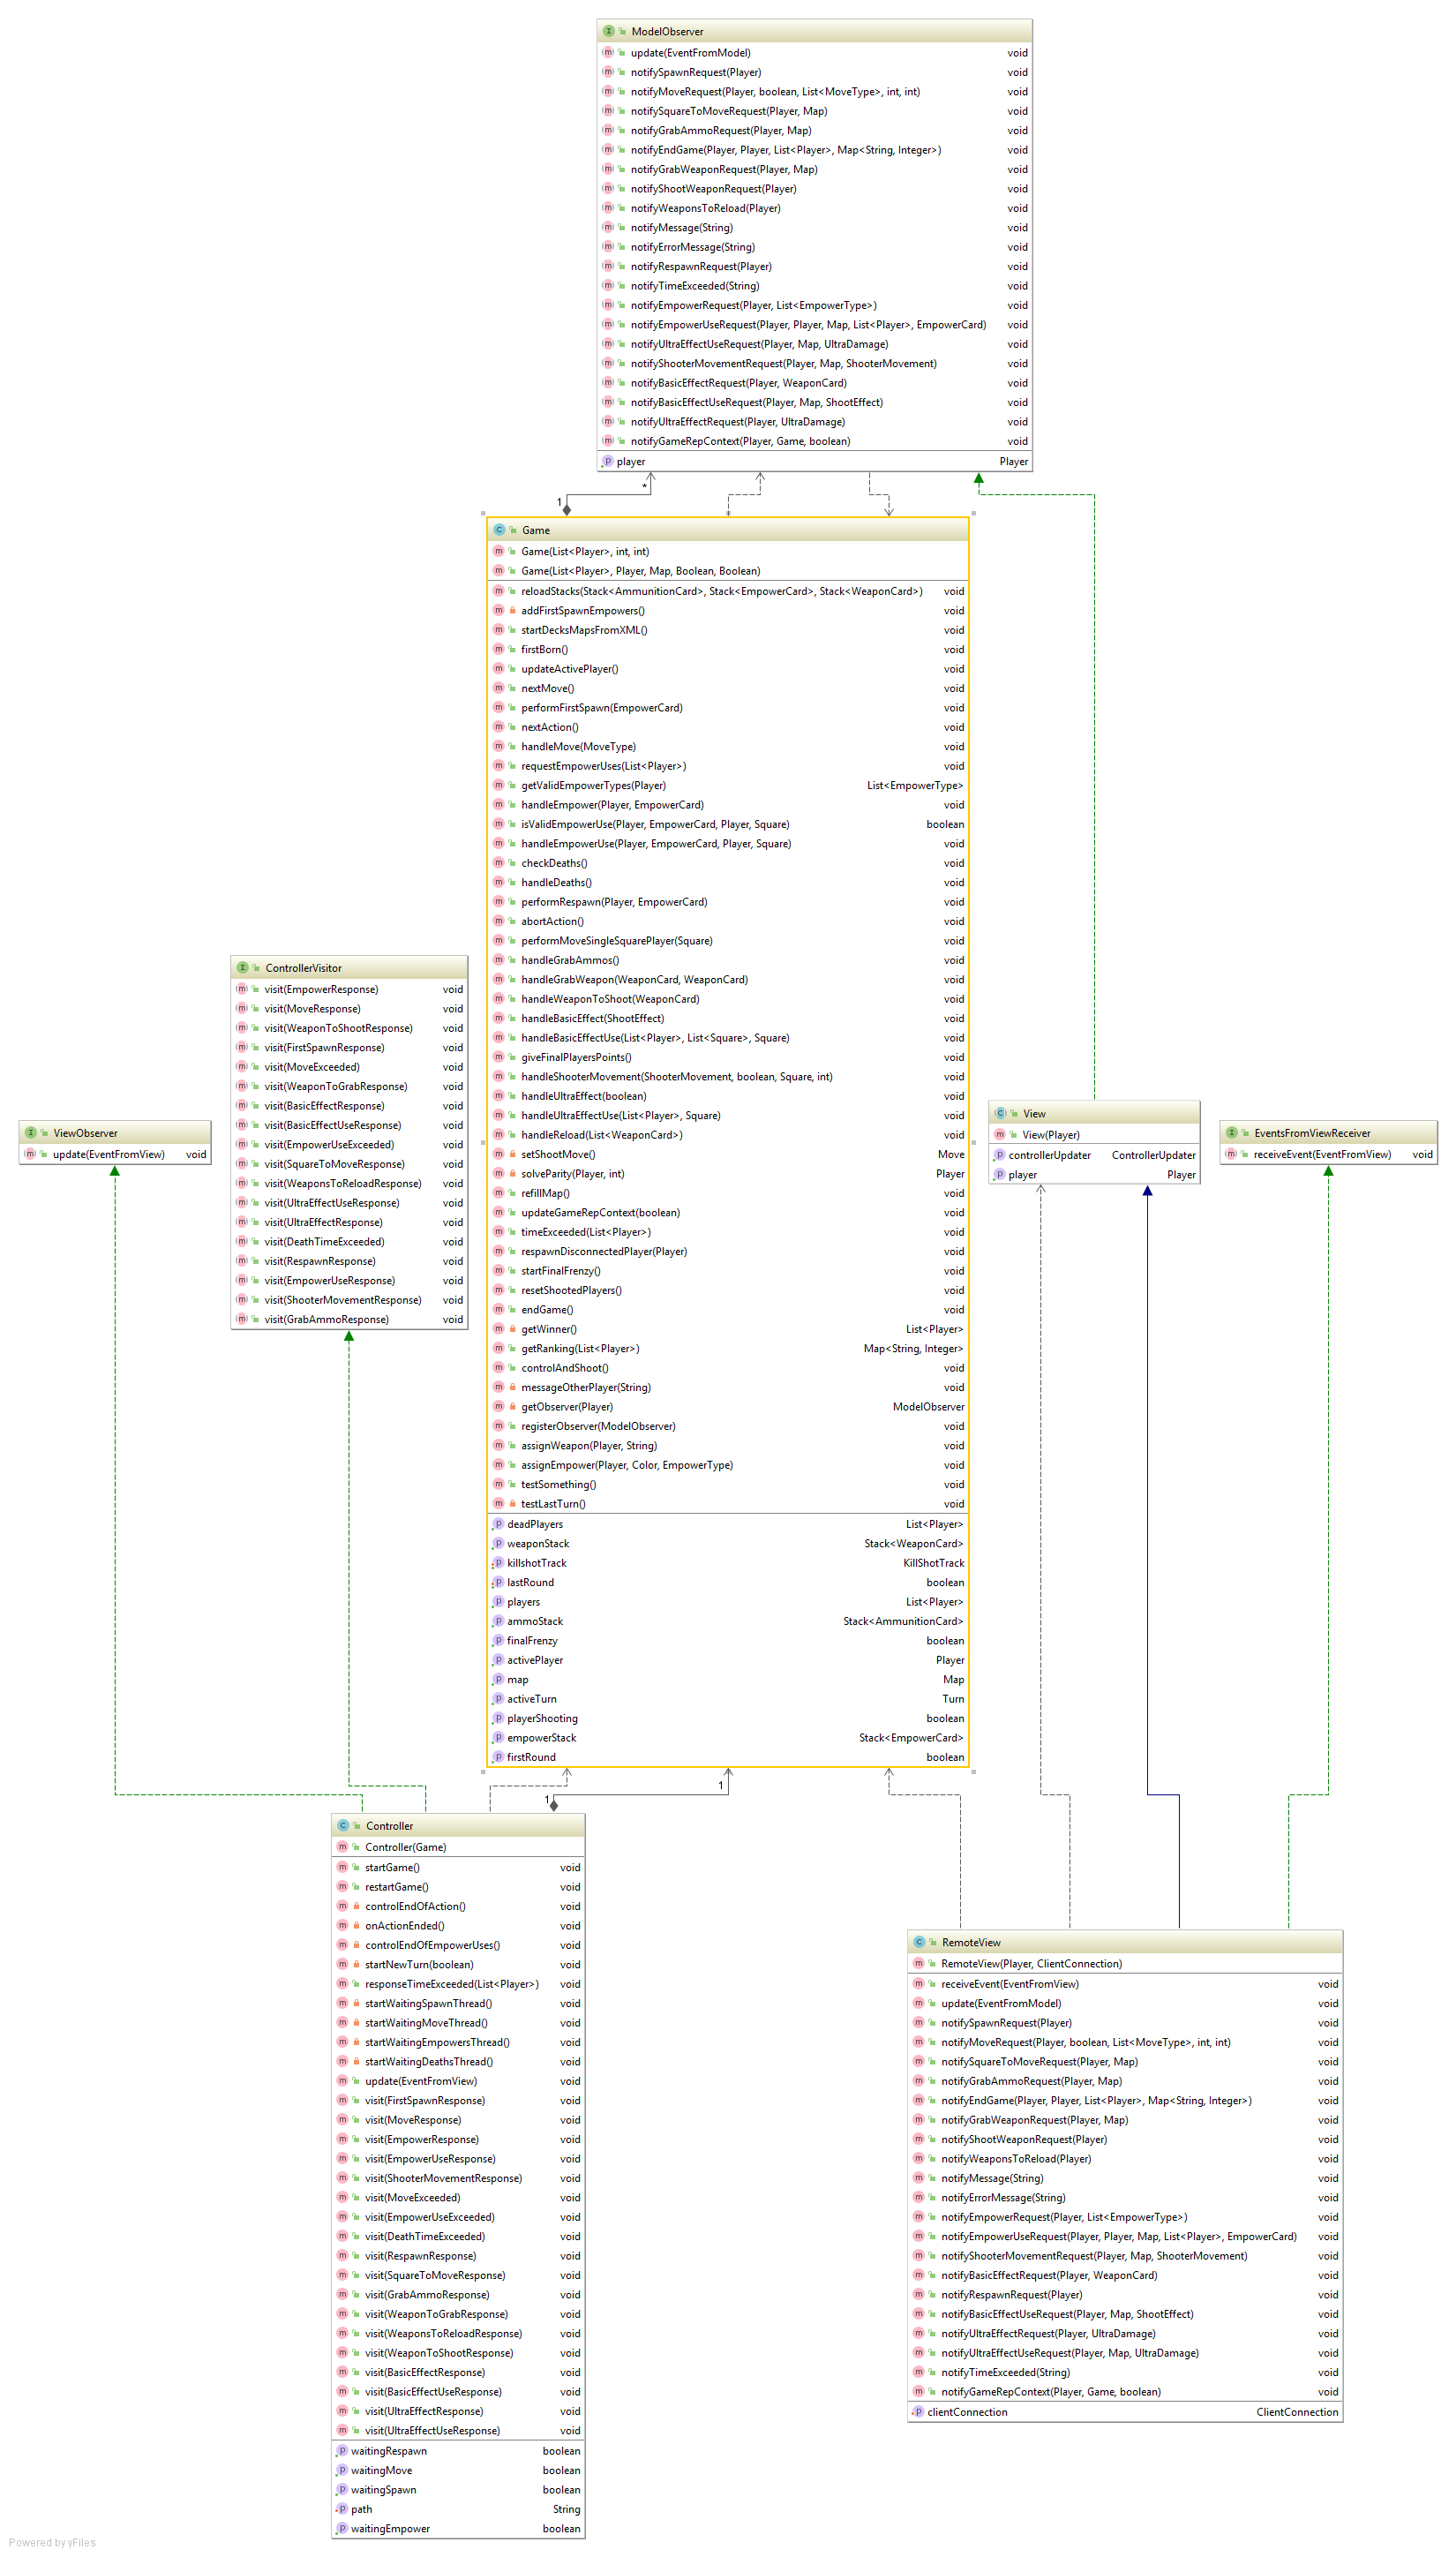 ModelObserver
update(EventFromModel) void
notifySpawnRequest(Player) void
notifyMoveRequest(Player, boolean, List<MoveType>, int, int) void
notifySquareToMoveRequest(Player, Map) void
notifyGrabAmmoRequest(Player, Map) void
notifyEndGame(Player, Player, List<Player>, Map<String, Integer>) void
notifyGrabWeaponRequest(Player, Map) void
notifyShootWeaponRequest(Player) void
notifyWeaponsToReload(Player) void
notifyMessage(String) void
notifyErrorMessage(String) void
notifyRespawnRequest(Player) void
notifyTimeExceeded(String) void
notifyEmpowerRequest(Player, List<EmpowerType>) void
notifyEmpowerUseRequest(Player, Player, Map, List<Player>, EmpowerCard) void
notifyUltraEffectUseRequest(Player, Map, UltraDamage) void
notifyShooterMovementRequest(Player, Map, ShooterMovement) void
notifyBasicEffectRequest(Player, WeaponCard) void
notifyBasicEffectUseRequest(Player, Map, ShootEffect) void
notifyUltraEffectRequest(Player, UltraDamage) void
notifyGameRepContext(Player, Game, boolean) void
player Player
*
1
Game
Game(List<Player>, int, int)
Game(List<Player>, Player, Map, Boolean, Boolean)
reloadStacks(Stack<AmmunitionCard>, Stack<EmpowerCard>, Stack<WeaponCard>) void
addFirstSpawnEmpowers() void
startDecksMapsFromXML() void
firstBorn() void
updateActivePlayer() void
nextMove() void
performFirstSpawn(EmpowerCard) void
nextAction() void
handleMove(MoveType) void
requestEmpowerUses(List<Player>) void
getValidEmpowerTypes(Player) List<EmpowerType>
handleEmpower(Player, EmpowerCard) void
isValidEmpowerUse(Player, EmpowerCard, Player, Square) boolean
handleEmpowerUse(Player, EmpowerCard, Player, Square) void
checkDeaths() void
handleDeaths() void
performRespawn(Player, EmpowerCard) void
abortAction() void
performMoveSingleSquarePlayer(Square) void
handleGrabAmmos() void
handleGrabWeapon(WeaponCard, WeaponCard) void
handleWeaponToShoot(WeaponCard) void
handleBasicEffect(ShootEffect) void
handleBasicEffectUse(List<Player>, List<Square>, Square) void
giveFinalPlayersPoints() void
handleShooterMovement(ShooterMovement, boolean, Square, int) void
handleUltraEffect(boolean) void
handleUltraEffectUse(List<Player>, Square) void
handleReload(List<WeaponCard>) void
setShootMove() Move
solveParity(Player, int) Player
refillMap() void
updateGameRepContext(boolean) void
timeExceeded(List<Player>) void
respawnDisconnectedPlayer(Player) void
startFinalFrenzy() void
resetShootedPlayers() void
endGame() void
getWinner() List<Player>
getRanking(List<Player>) Map<String, Integer>
controlAndShoot() void
messageOtherPlayer(String) void
getObserver(Player) ModelObserver
registerObserver(ModelObserver) void
assignWeapon(Player, String) void
assignEmpower(Player, Color, EmpowerType) void
testSomething() void
testLastTurn() void
deadPlayers List<Player>
weaponStack Stack<WeaponCard>
killshotTrack KillShotTrack
lastRound boolean
players List<Player>
ammoStack Stack<AmmunitionCard>
finalFrenzy boolean
activePlayer Player
map Map
activeTurn Turn
playerShooting boolean
empowerStack Stack<EmpowerCard>
firstRound boolean
ControllerVisitor
visit(EmpowerResponse) void
visit(MoveResponse) void
visit(WeaponToShootResponse) void
visit(FirstSpawnResponse) void
visit(MoveExceeded) void
visit(WeaponToGrabResponse) void
visit(BasicEffectResponse) void
visit(BasicEffectUseResponse) void
visit(EmpowerUseExceeded) void
visit(SquareToMoveResponse) void
visit(WeaponsToReloadResponse) void
visit(UltraEffectUseResponse) void
visit(UltraEffectResponse) void
visit(DeathTimeExceeded) void
visit(RespawnResponse) void
visit(EmpowerUseResponse) void
visit(ShooterMovementResponse) void
visit(GrabAmmoResponse) void
ViewObserver
update(EventFromView) void
View
View(Player)
controllerUpdater ControllerUpdater
player Player
EventsFromViewReceiver
receiveEvent(EventFromView) void
1
1
Controller
Controller(Game)
startGame() void
restartGame() void
controlEndOfAction() void
onActionEnded() void
controlEndOfEmpowerUses() void
startNewTurn(boolean) void
responseTimeExceeded(List<Player>) void
startWaitingSpawnThread() void
startWaitingMoveThread() void
startWaitingEmpowersThread() void
startWaitingDeathsThread() void
update(EventFromView) void
visit(FirstSpawnResponse) void
visit(MoveResponse) void
visit(EmpowerResponse) void
visit(EmpowerUseResponse) void
visit(ShooterMovementResponse) void
visit(MoveExceeded) void
visit(EmpowerUseExceeded) void
visit(DeathTimeExceeded) void
visit(RespawnResponse) void
visit(SquareToMoveResponse) void
visit(GrabAmmoResponse) void
visit(WeaponToGrabResponse) void
visit(WeaponsToReloadResponse) void
visit(WeaponToShootResponse) void
visit(BasicEffectResponse) void
visit(BasicEffectUseResponse) void
visit(UltraEffectResponse) void
visit(UltraEffectUseResponse) void
waitingRespawn boolean
waitingMove boolean
waitingSpawn boolean
path String
waitingEmpower boolean
RemoteView
RemoteView(Player, ClientConnection)
receiveEvent(EventFromView) void
update(EventFromModel) void
notifySpawnRequest(Player) void
notifyMoveRequest(Player, boolean, List<MoveType>, int, int) void
notifySquareToMoveRequest(Player, Map) void
notifyGrabAmmoRequest(Player, Map) void
notifyEndGame(Player, Player, List<Player>, Map<String, Integer>) void
notifyGrabWeaponRequest(Player, Map) void
notifyShootWeaponRequest(Player) void
notifyWeaponsToReload(Player) void
notifyMessage(String) void
notifyErrorMessage(String) void
notifyEmpowerRequest(Player, List<EmpowerType>) void
notifyEmpowerUseRequest(Player, Player, Map, List<Player>, EmpowerCard) void
notifyShooterMovementRequest(Player, Map, ShooterMovement) void
notifyBasicEffectRequest(Player, WeaponCard) void
notifyRespawnRequest(Player) void
notifyBasicEffectUseRequest(Player, Map, ShootEffect) void
notifyUltraEffectRequest(Player, UltraDamage) void
notifyUltraEffectUseRequest(Player, Map, UltraDamage) void
notifyTimeExceeded(String) void
notifyGameRepContext(Player, Game, boolean) void
clientConnection ClientConnection
Powered by yFiles